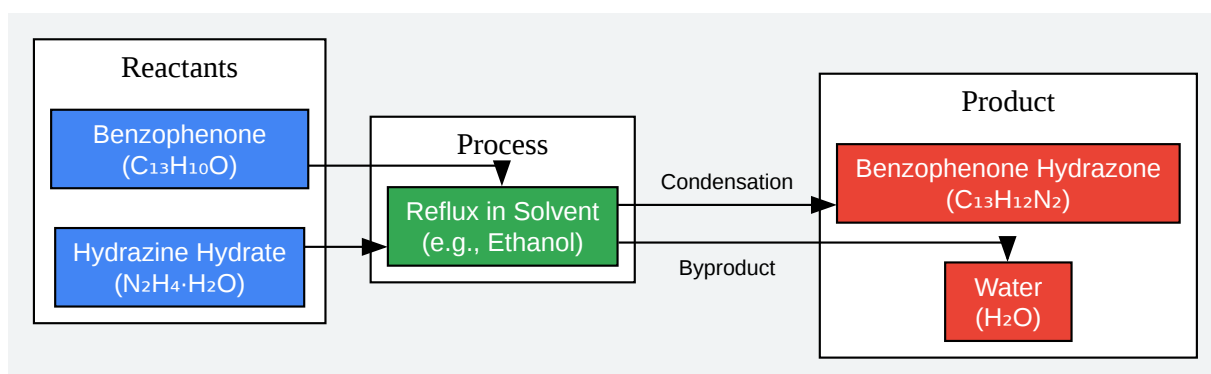 Reactants
Benzophenone
(C₁₃H₁₀O)
Hydrazine Hydrate
(N₂H₄·H₂O)
Process
Reflux in Solvent
(e.g., Ethanol)
Condensation
Byproduct
Product
Benzophenone Hydrazone
(C₁₃H₁₂N₂)
Water
(H₂O)